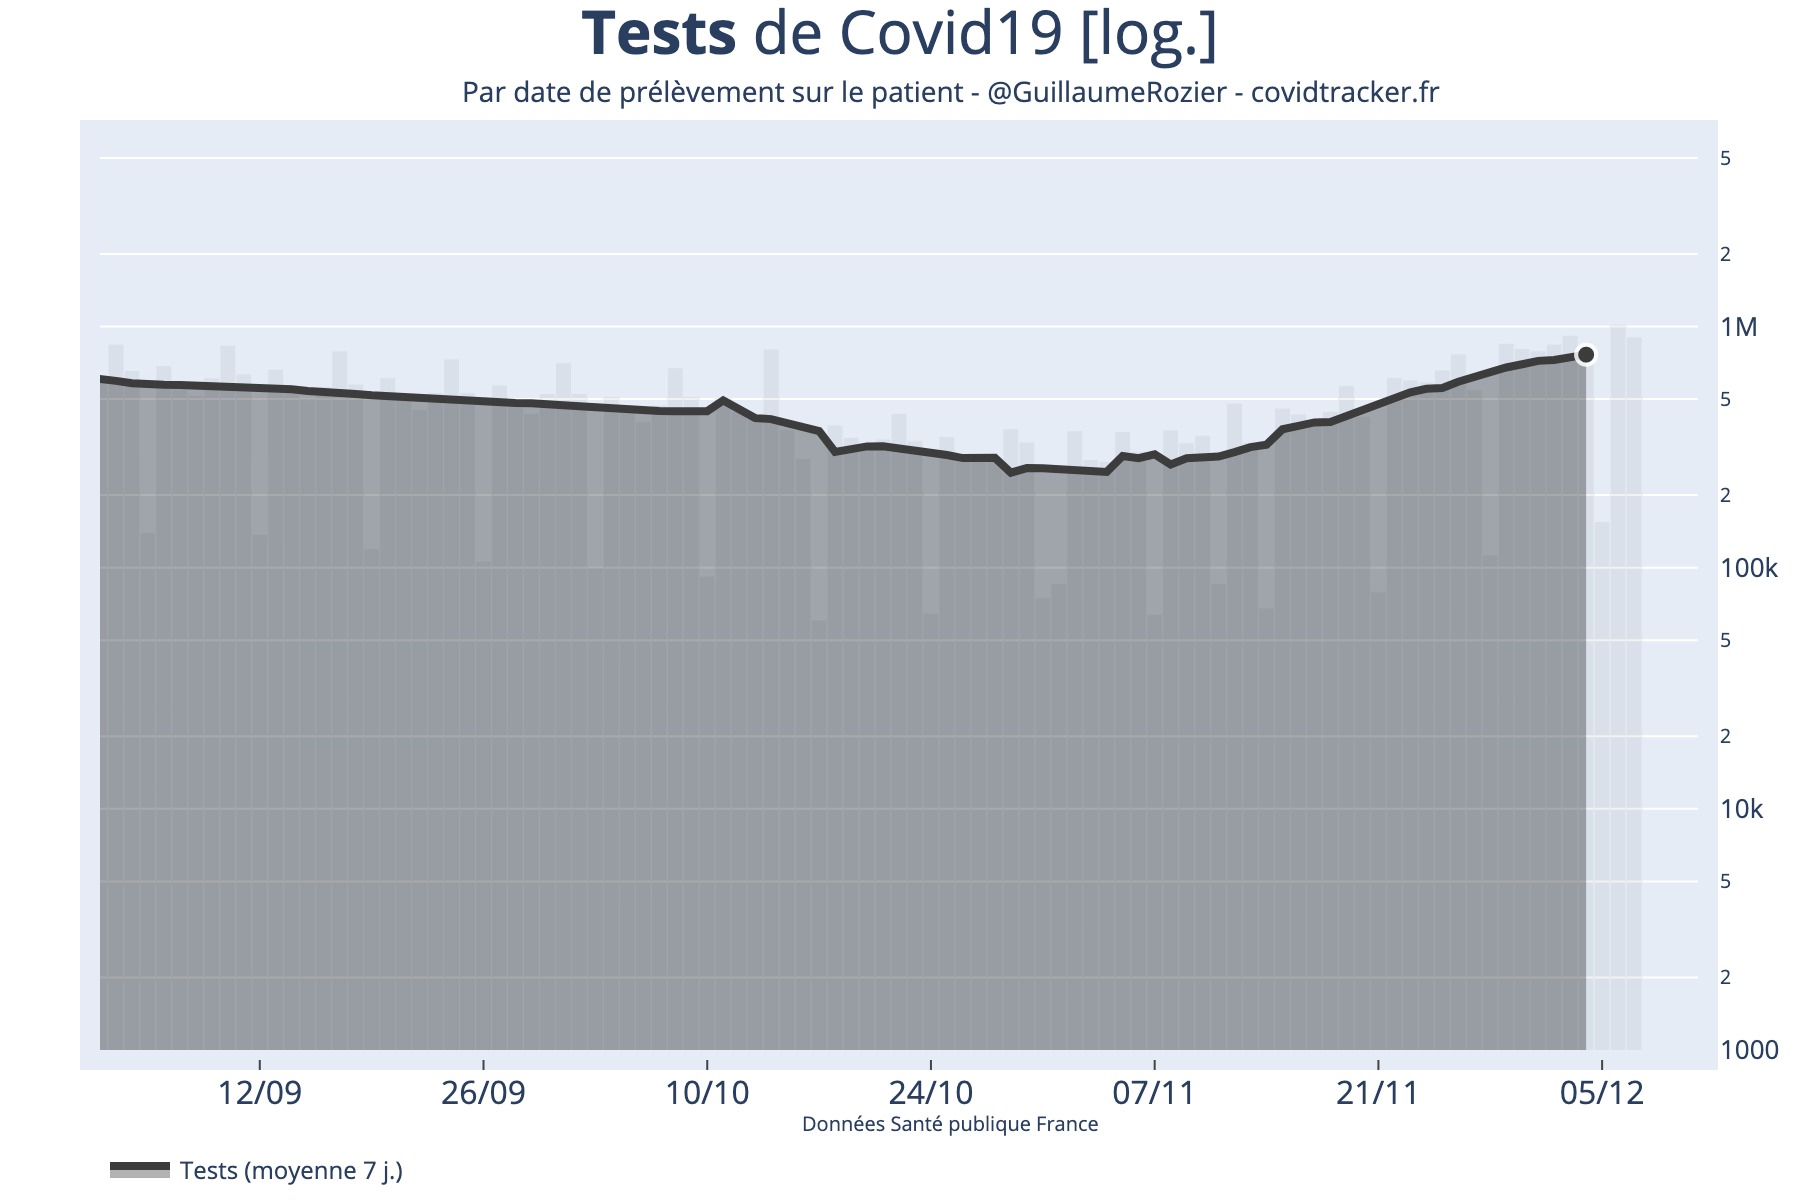 Tests de Covid19 [log.]
Par date de prélèvement sur le patient - @GuillaumeRozier - covidtracker.fr
5
2
1M
5
2
100k
5
2
10k
5
2
1000
12/09 26/09 10/10 24/10 07/11 21/11 05/12
Données Santé publique France
Tests (moyenne 7 j.)